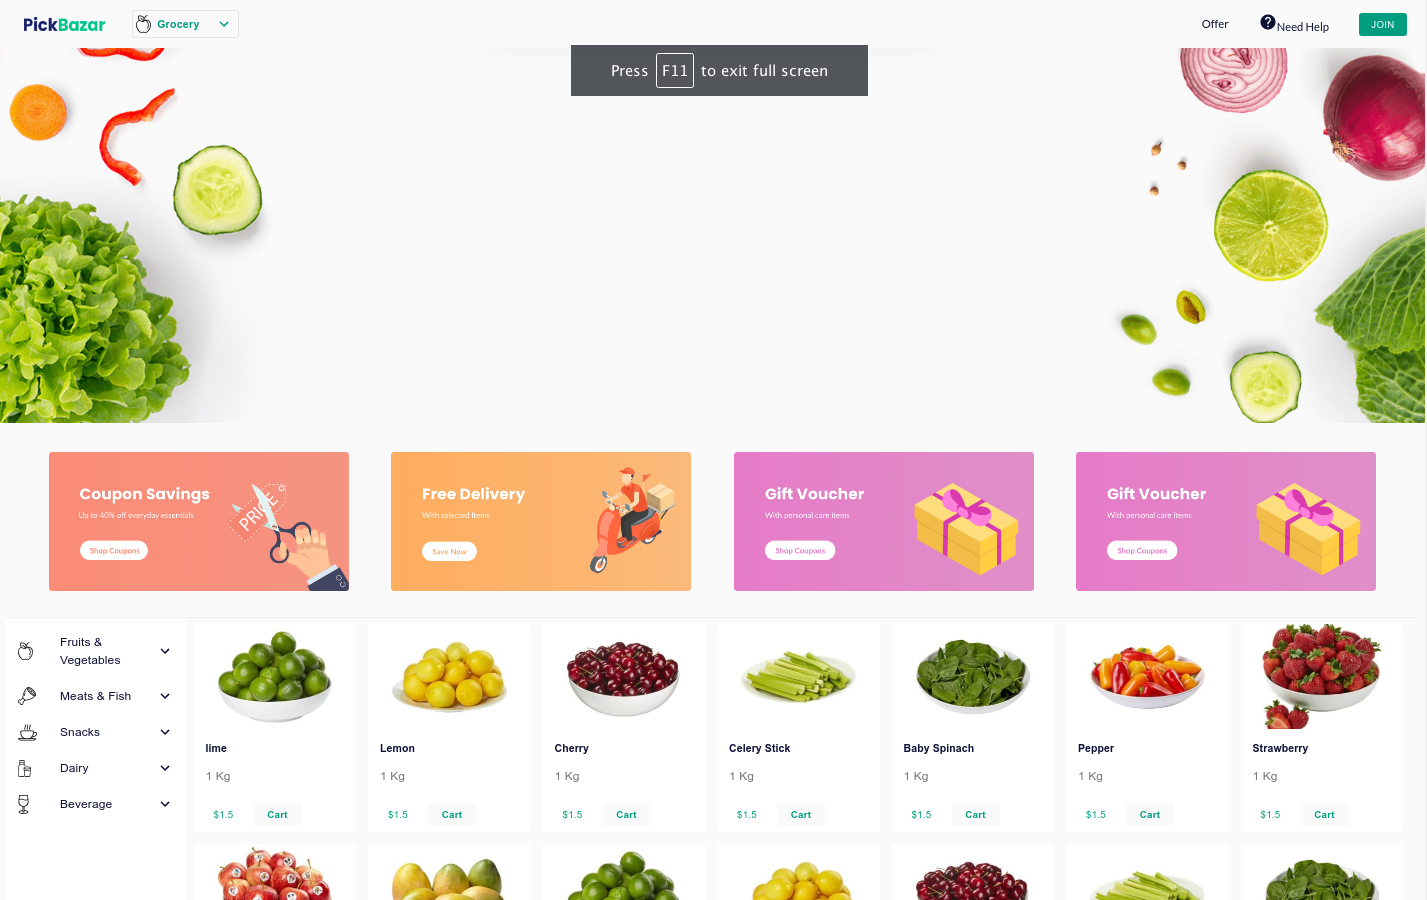 PickBazar
Grocery
Offer
Need Help
JOIN
Press F11 to exit full screen
Coupon Savings
Up to 40% off everyday essentials
Shop Coupons
PRICE
Free Delivery
With selected Items
Save Now
Gift Voucher
With personal care items
Shop Coupons
Gift Voucher
With personal care items
Shop Coupons
Fruits &
Vegetables
Meats & Fish
Snacks
Dairy
Beverage
lime
1 Kg
$1.5 Cart
Lemon
1 Kg
$1.5 Cart
Cherry
1 Kg
$1.5 Cart
Celery Stick
1 Kg
$1.5 Cart
Baby Spinach
1 Kg
$1.5 Cart
Pepper
1 Kg
$1.5 Cart
Strawberry
1 Kg
$1.5 Cart